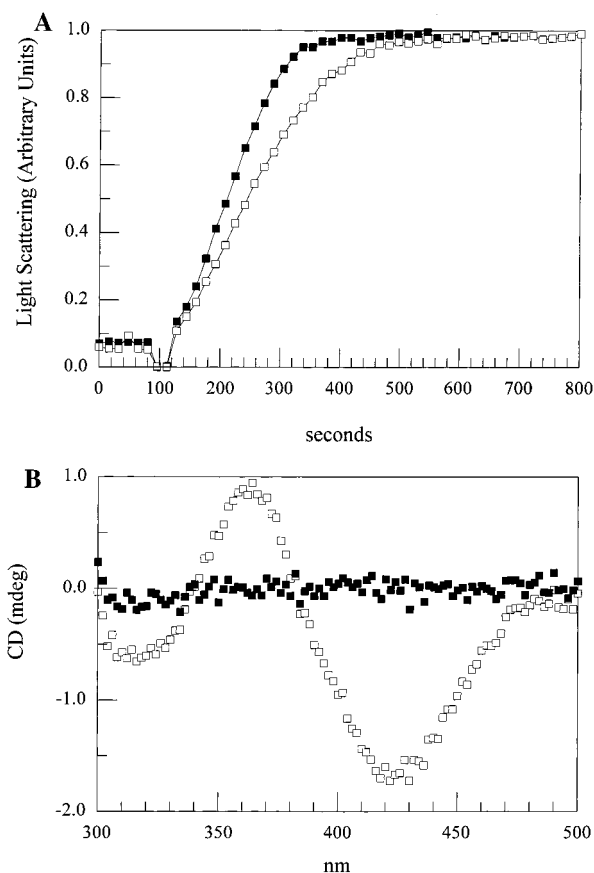 A
Light Scattering (Arbitrary Units)
1.0
0.8
0.6
0.4
0.2
0.0
0 100 200 300 400 500 600 700 800
seconds
B
CD (mdeg)
1.0
0.0
-1.0
-2.0
300 350 400 450 500
nm